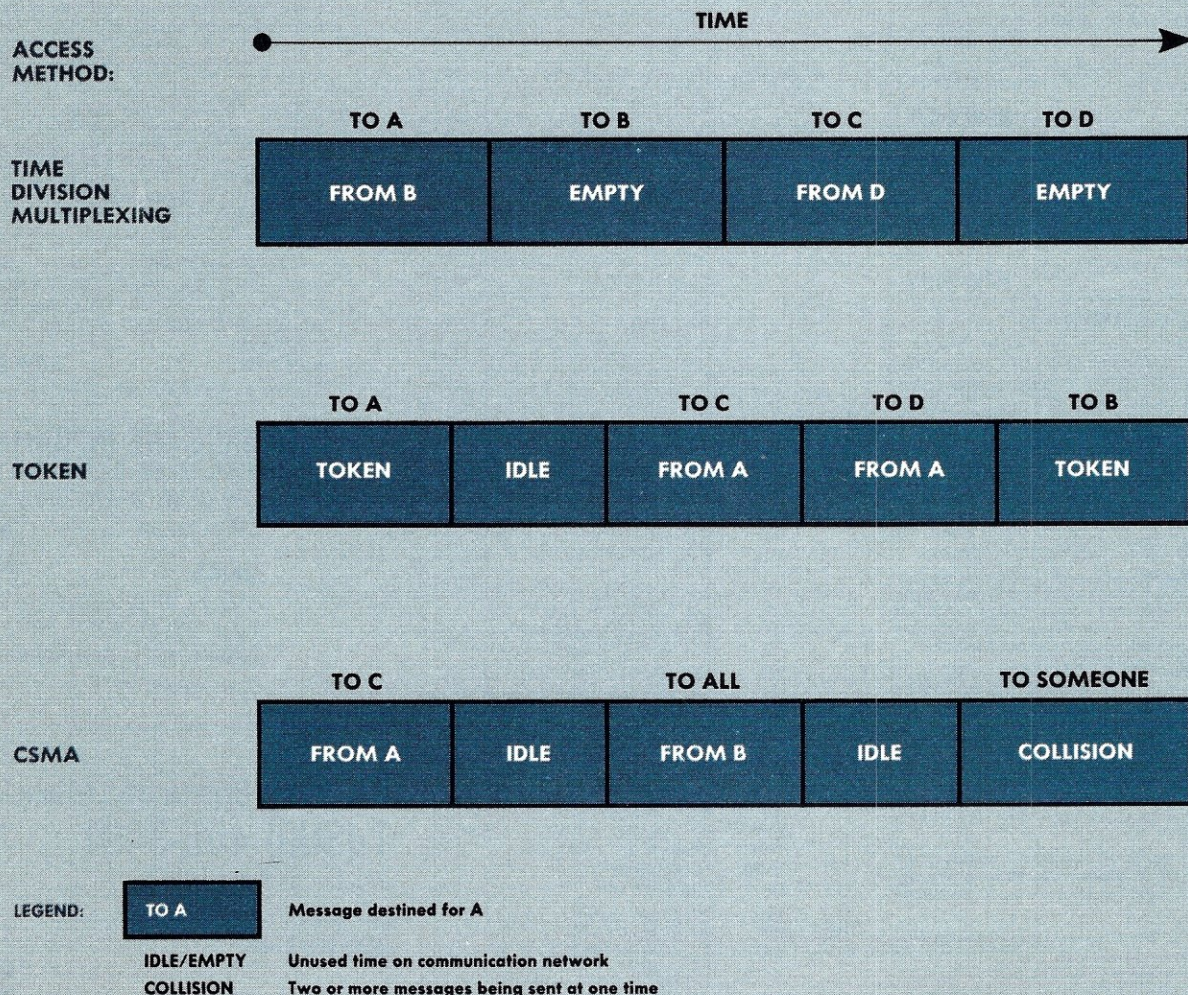 TIME
ACCESS
METHOD:
TO A TO B TO C TO D
TIME
DIVISION
MULTIPLEXING
FROM B EMPTY FROM D EMPTY
TO A TO C TO D TO B
TOKEN
TOKEN IDLE FROM A FROM A TOKEN
TO C TO ALL TO SOMEONE
CSMA
FROM A IDLE FROM B IDLE COLLISION
LEGEND:
TO A
Message destined for A
IDLE/EMPTY Unused time on communication network
COLLISION Two or more messages being sent at one time